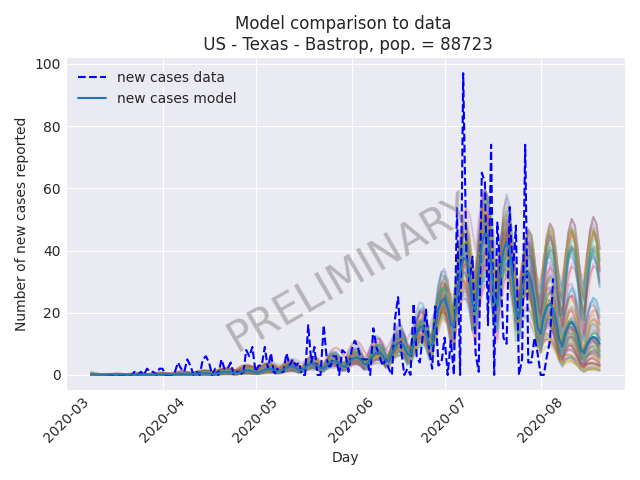 Model comparison to data
US - Texas - Bastrop, pop. = 88723
100
80
60
40
20
0
Number of new cases reported
new cases data
new cases model
PRELIMINARY
2020-03
2020-04
2020-05
2020-06
2020-07
2020-08
Day